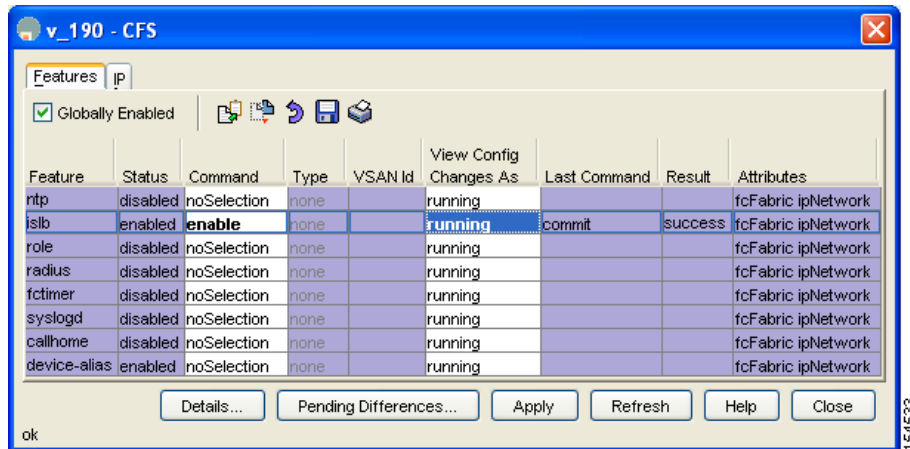 v_190 - CFS
Features IP
Globally Enabled
View Config
Feature Status Command Type VSAN Id Changes As Last Command Result Attributes
ntp disabled noSelection none running fcFabric ipNetwork
islb enabled enable none running commit success fcFabric ipNetwork
role disabled noSelection none running fcFabric ipNetwork
radius disabled noSelection none running fcFabric ipNetwork
fctimer disabled noSelection none running fcFabric ipNetwork
syslogd disabled noSelection none running fcFabric ipNetwork
callhome disabled noSelection none running fcFabric ipNetwork
device-alias enabled noSelection none running fcFabric ipNetwork
Details... Pending Differences... Apply Refresh Help Close
ok
154533